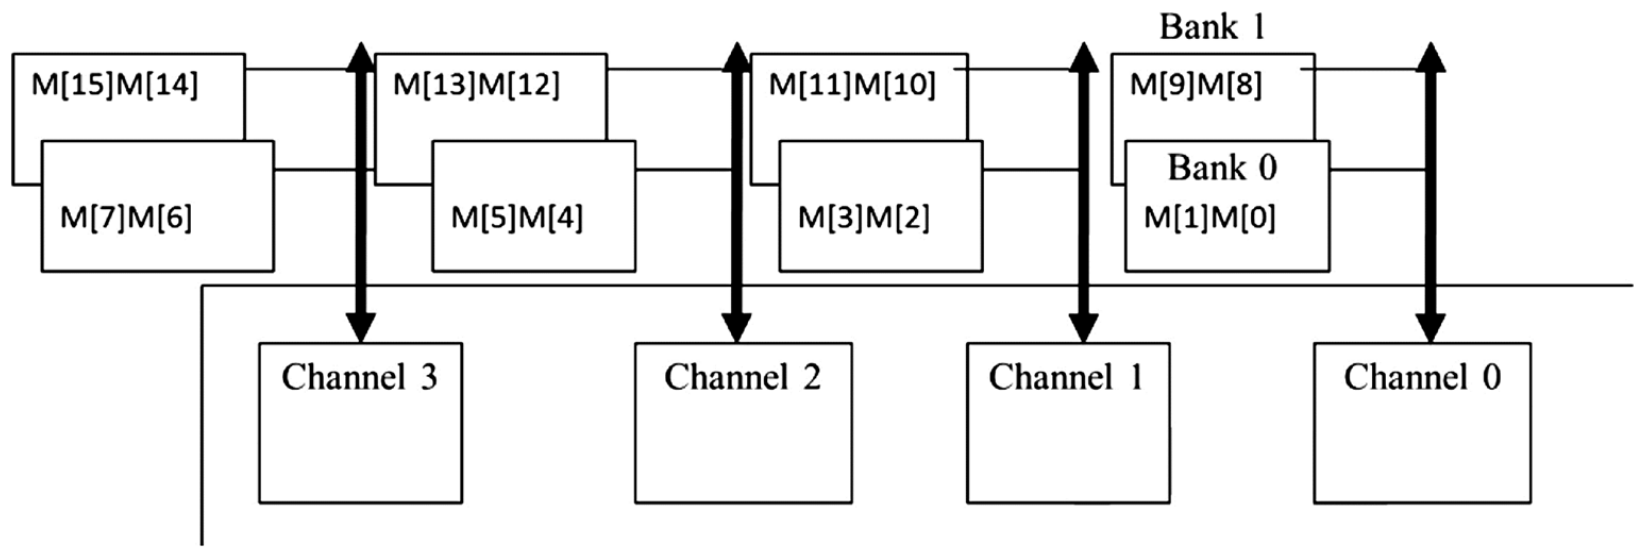 Bank 1
M[15]M[14]
M[13]M[12]
M[11]M[10]
M[9]M[8]
Bank 0
M[7]M[6]
M[5]M[4]
M[3]M[2]
M[1]M[0]
Channel 3
Channel 2
Channel 1
Channel 0